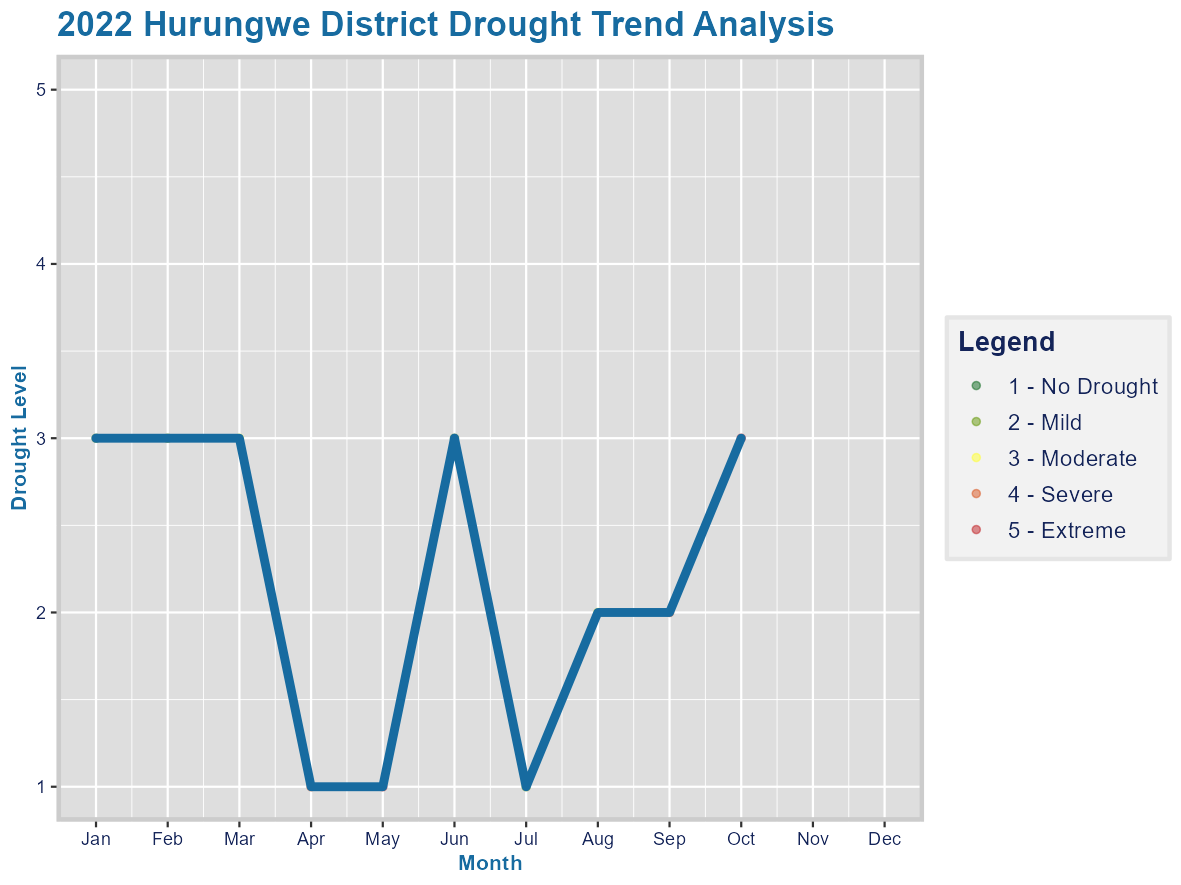 2022 Hurungwe District Drought Trend Analysis
5
4
3
2
1
Drought Level
Jan Feb Mar Apr May Jun Jul Aug Sep Oct Nov Dec
Month
Legend
1 - No Drought
2 - Mild
3 - Moderate
4 - Severe
5 - Extreme